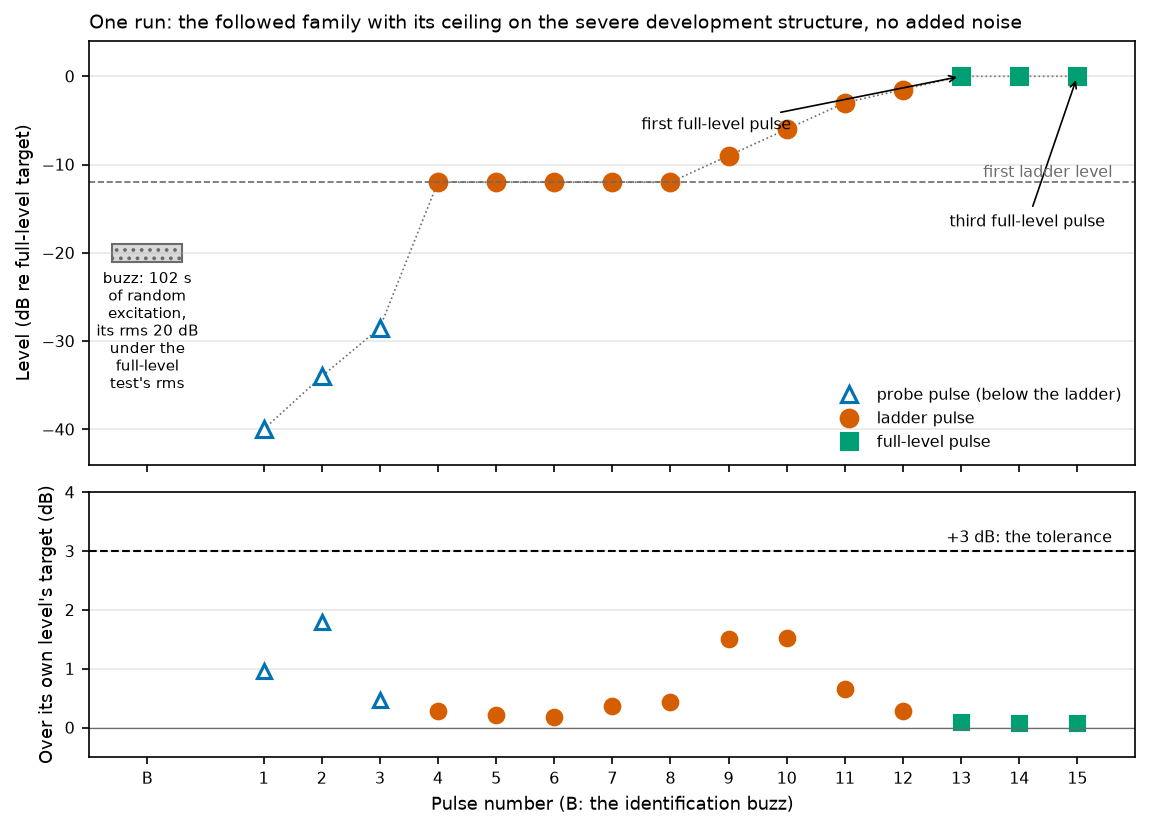 One run: the followed family with its ceiling on the severe development structure, no added noise
Level (dB re full-level target)
0
−10
−20
−30
−40
first full-level pulse
first ladder level
third full-level pulse
buzz: 102 s
of random
excitation,
its rms 20 dB
under the
full-level
test's rms
probe pulse (below the ladder)
ladder pulse
full-level pulse
Over its own level's target (dB)
4
3
2
1
0
+3 dB: the tolerance
B 1 2 3 4 5 6 7 8 9 10 11 12 13 14 15
Pulse number (B: the identification buzz)